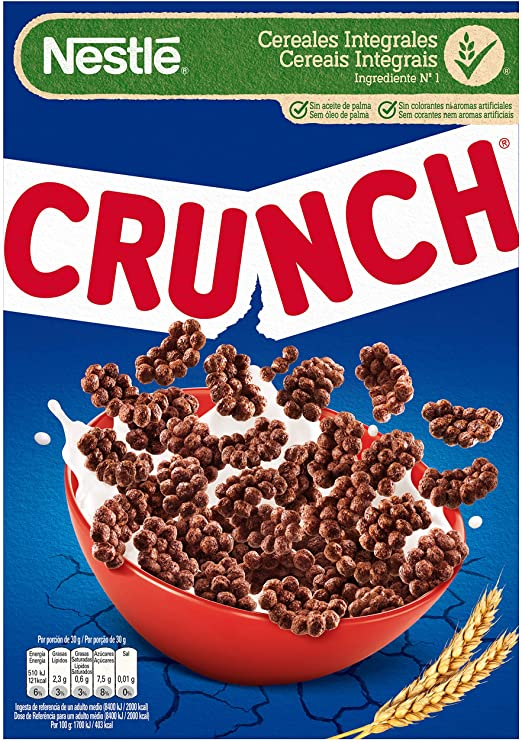 Nestlé®
Cereales Integrales
Cereais Integrais
Ingrediente Nº 1
Sin aceite de palma
Sem óleo de palma
Sin colorantes ni aromas artificiales
Sem corantes nem aromas artificiais
CRUNCH®
Por porción de 30 g / Por porção de 30 g
Energía
Energia
510 kJ
121kcal
6%
Grasas
Lípidos
2,3 g
3%
Grasas
Saturadas
Lípidos
Saturados
0,6 g
3%
Azúcares
Açúcares
7,5 g
8%
Sal
0,01 g
0%
Ingesta de referencia de un adulto medio (8400 kJ / 2000 kcal)
Dose de Referência para um adulto médio (8400 kJ / 2000 kcal)
Por 100 g: 1700 kJ / 403 kcal